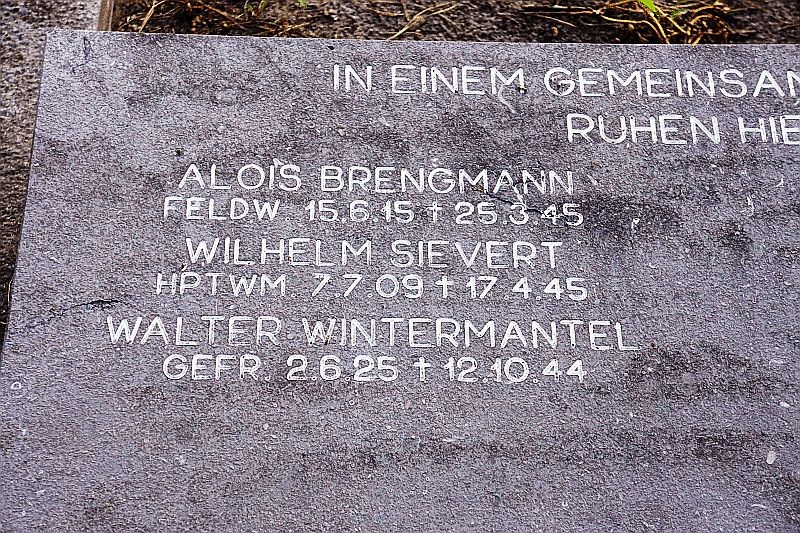 IN EINEM GEMEINSAM
RUHEN HIE
ALOIS BRENGMANN
FELDW. 15.6.15 † 25.3.45
WILHELM SIEVERT
HPTWM. 7.7.09 † 17.4.45
WALTER WINTERMANTEL
GEFR. 2.6.25 † 12.10.44